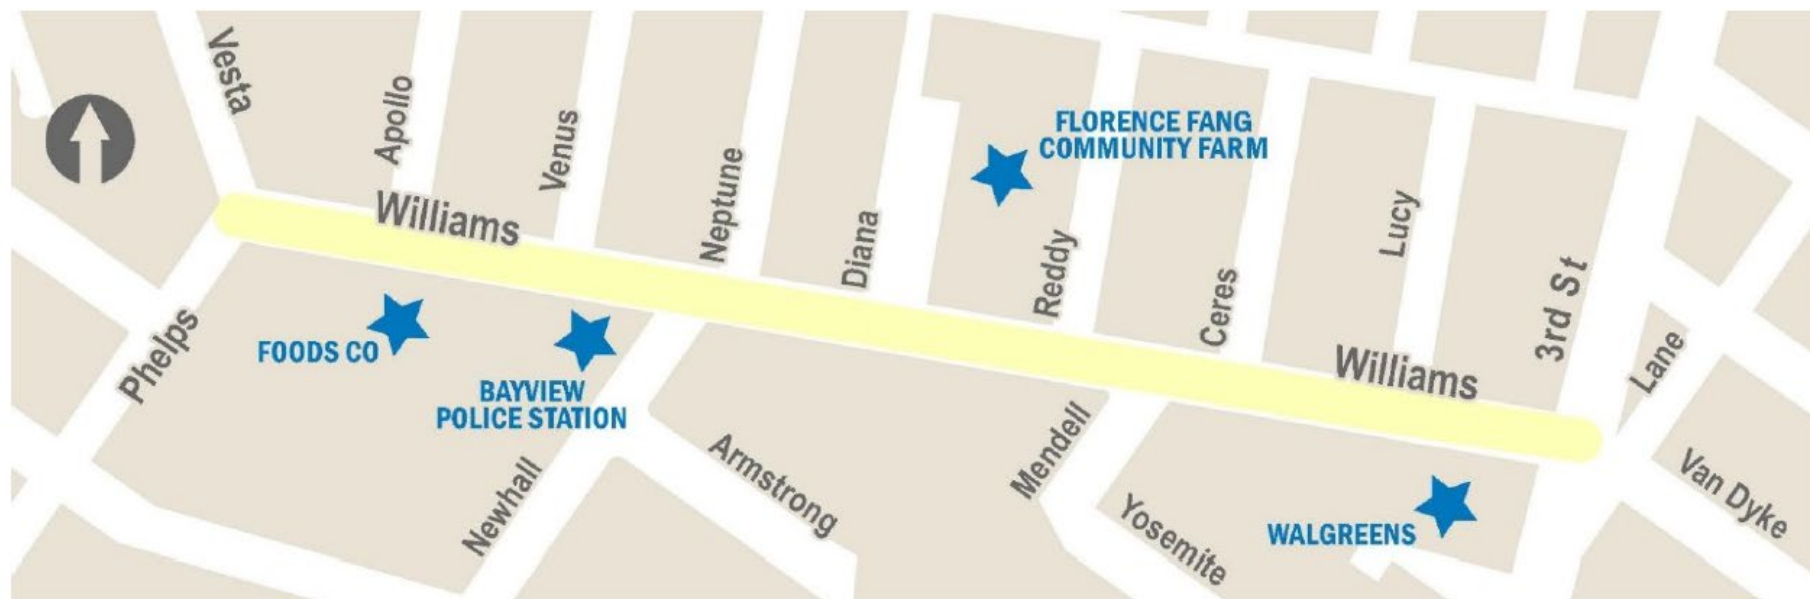 Vesta
Apollo
Venus
Neptune
Diana
FLORENCE FANG
COMMUNITY FARM
Reddy
Ceres
Lucy
3rd St
Lane
Williams
Williams
Phelps
FOODS CO
BAYVIEW
POLICE STATION
Newhall
Armstrong
Mendell
Yosemite
WALGREENS
Van Dyke